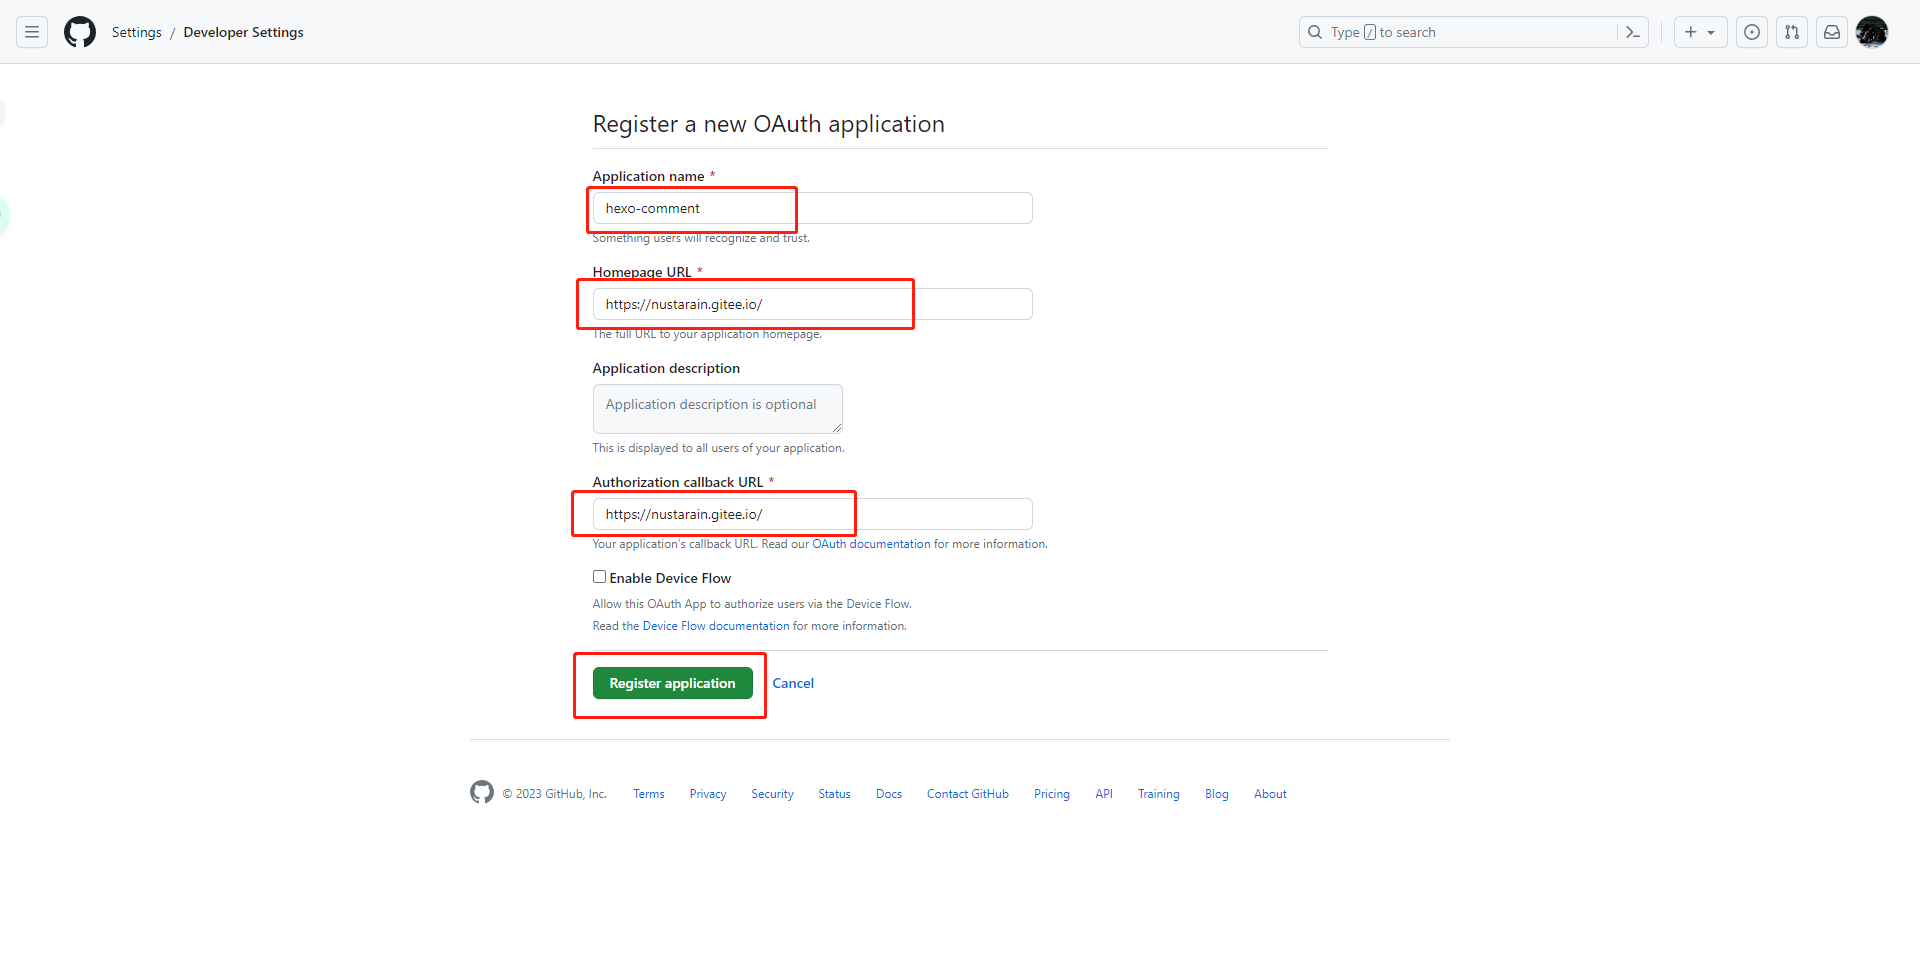 Settings / Developer Settings
Type / to search
Register a new OAuth application
Application name *
hexo-comment
Something users will recognize and trust.
Homepage URL *
https://nustarain.gitee.io/
The full URL to your application homepage.
Application description
Application description is optional
This is displayed to all users of your application.
Authorization callback URL *
https://nustarain.gitee.io/
Your application's callback URL. Read our OAuth documentation for more information.
Enable Device Flow
Allow this OAuth App to authorize users via the Device Flow.
Read the Device Flow documentation for more information.
Register application Cancel
© 2023 GitHub, Inc. Terms Privacy Security Status Docs Contact GitHub Pricing API Training Blog About